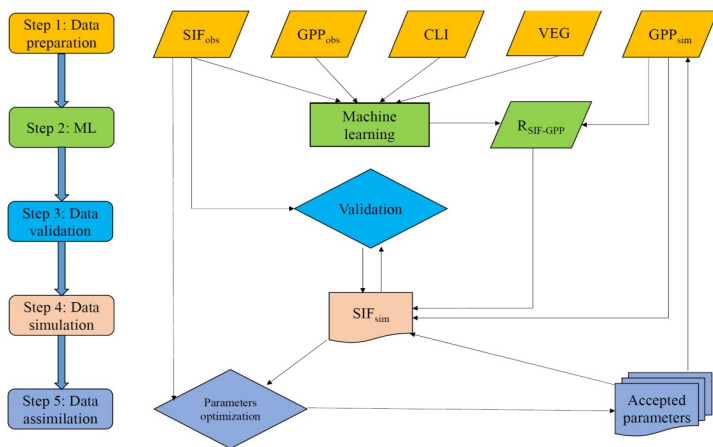 Step 1: Data
preparation
SIFobs
GPPobs
CLI
VEG
GPPsim
Step 2: ML
Machine
learning
RSIF-GPP
Step 3: Data
validation
Validation
Step 4: Data
simulation
SIFsim
Step 5: Data
assimilation
Parameters
optimization
Accepted
parameters